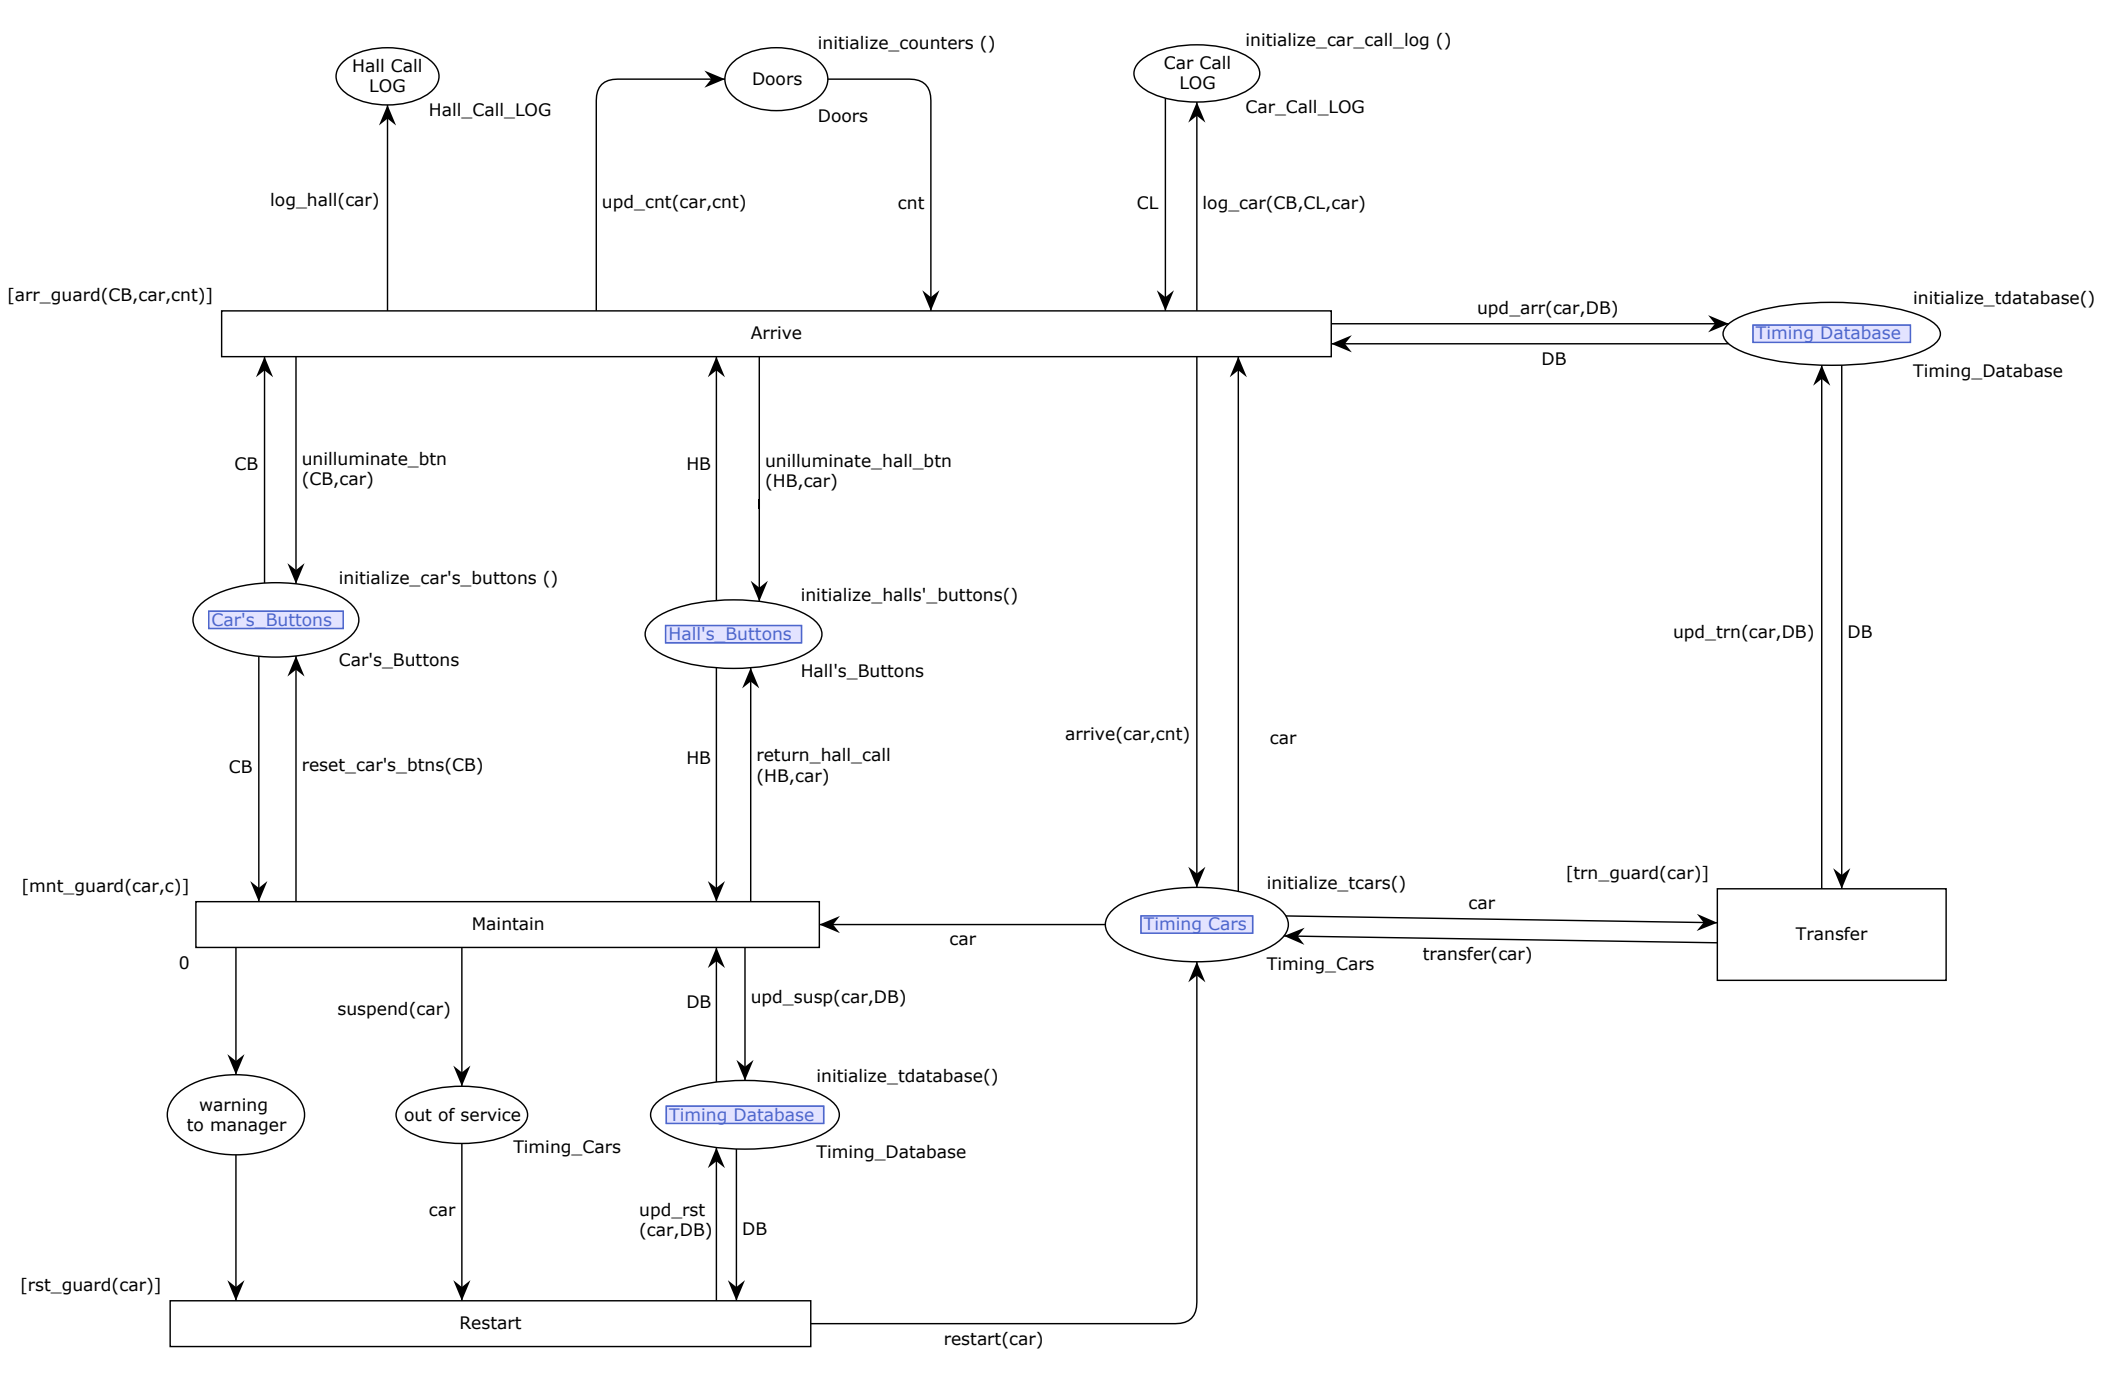 initialize_counters ()
initialize_car_call_log ()
Hall Call
LOG
Doors
Car Call
LOG
Hall_Call_LOG
Doors
Car_Call_LOG
log_hall(car)
upd_cnt(car,cnt)
cnt
CL
log_car(CB,CL,car)
[arr_guard(CB,car,cnt)]
Arrive
upd_arr(car,DB)
DB
initialize_tdatabase()
Timing Database
Timing_Database
CB
unilluminate_btn
(CB,car)
HB
unilluminate_hall_btn
(HB,car)
initialize_car's_buttons ()
Car's_Buttons
Car's_Buttons
initialize_halls'_buttons()
Hall's_Buttons
Hall's_Buttons
upd_trn(car,DB)
DB
CB
reset_car's_btns(CB)
HB
return_hall_call
(HB,car)
arrive(car,cnt)
car
[mnt_guard(car,c)]
Maintain
0
car
initialize_tcars()
Timing Cars
Timing_Cars
car
transfer(car)
[trn_guard(car)]
Transfer
suspend(car)
DB
upd_susp(car,DB)
warning
to manager
out of service
Timing_Cars
initialize_tdatabase()
Timing Database
Timing_Database
car
upd_rst
(car,DB)
DB
[rst_guard(car)]
Restart
restart(car)